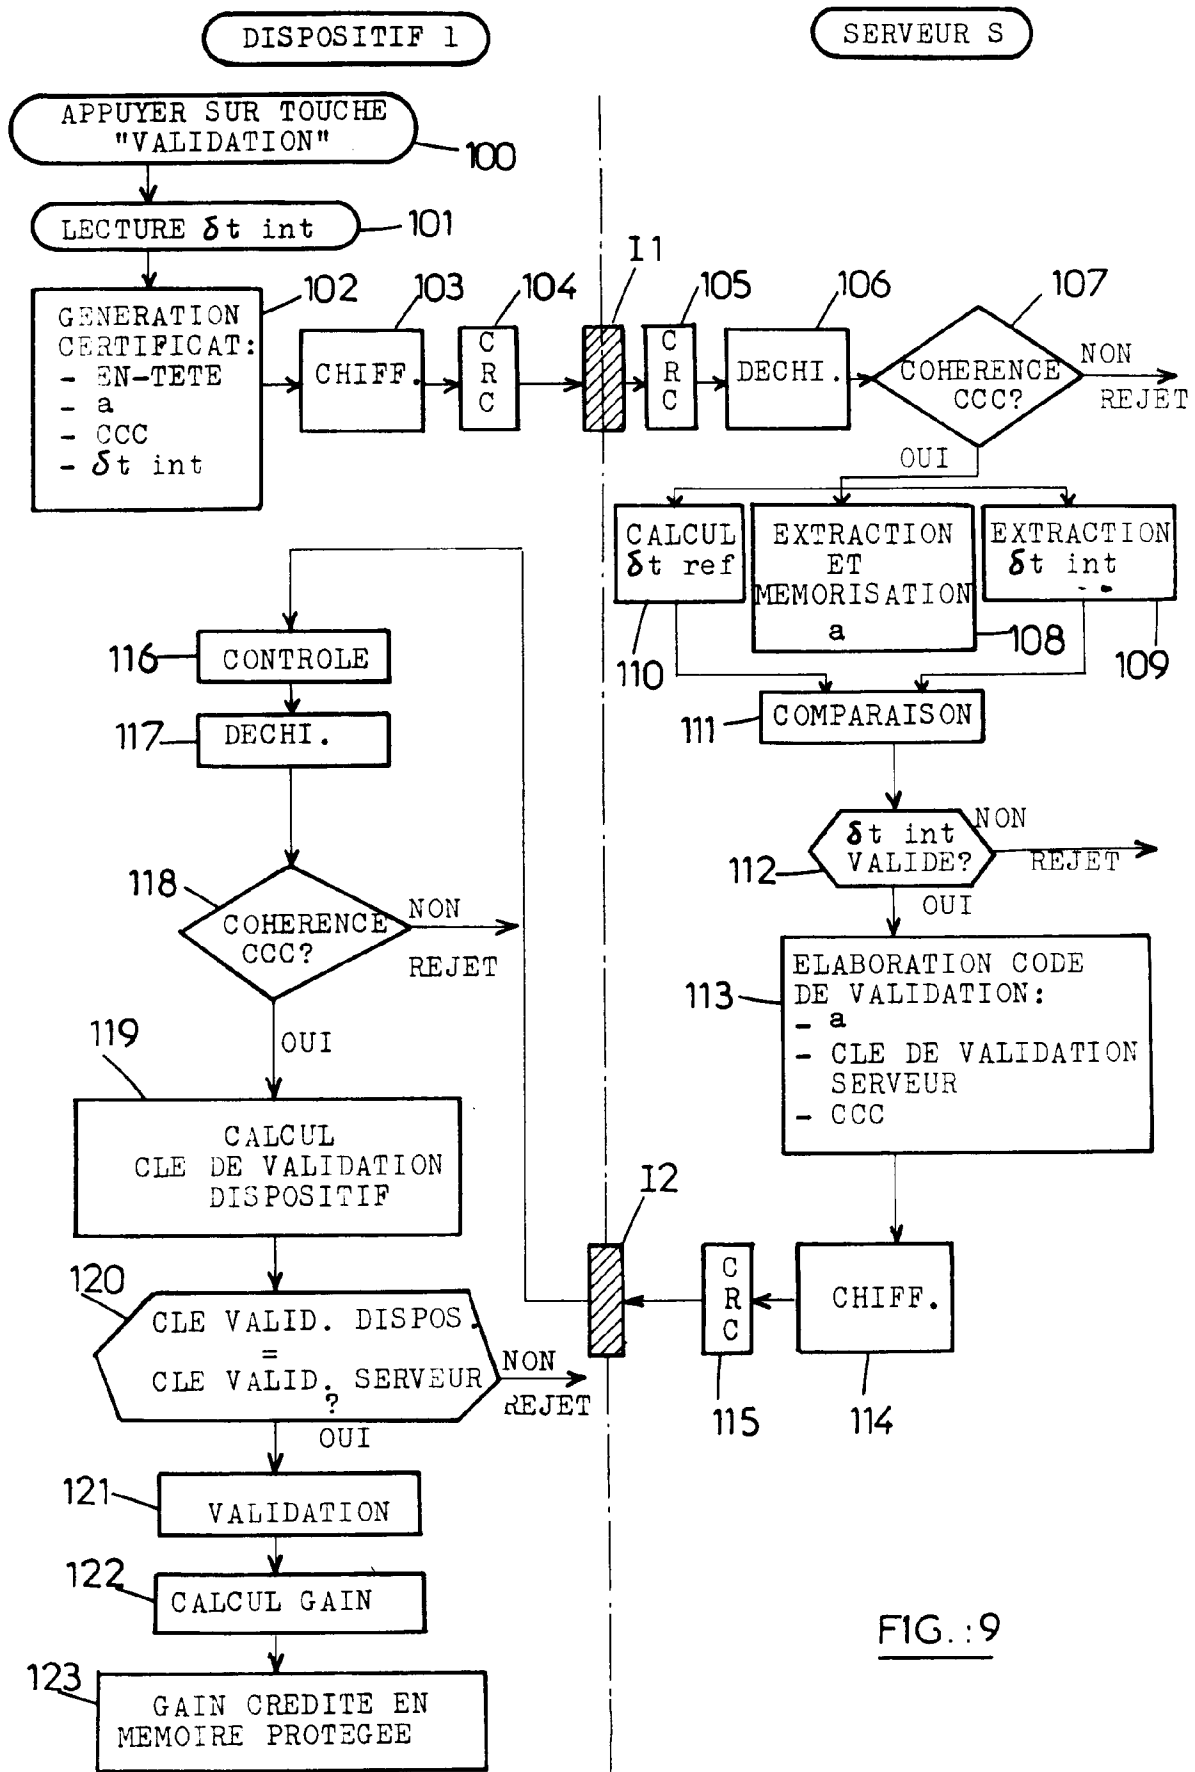 DISPOSITIF 1
SERVEUR S
APPUYER SUR TOUCHE
"VALIDATION"
100
LECTURE δt int
101
GENERATION
CERTIFICAT:
- EN-TETE
- a
- CCC
- δt int
102
CHIFF.
103
CRC
104
I1
CRC
105
DECHI.
106
COHERENCE
CCC?
107
NON
REJET
OUI
CALCUL
δt ref
110
EXTRACTION
ET
MEMORISATION
a
108
EXTRACTION
δt int
109
COMPARAISON
111
δt int
VALIDE?
112
NON
REJET
OUI
ELABORATION CODE
DE VALIDATION:
- a
- CLE DE VALIDATION
SERVEUR
- CCC
113
CHIFF.
114
CRC
115
I2
116
CONTROLE
117
DECHI.
118
COHERENCE
CCC?
NON
REJET
OUI
119
CALCUL
CLE DE VALIDATION
DISPOSITIF
120
CLE VALID. DISPOS.
=
CLE VALID. SERVEUR
?
NON
REJET
OUI
121
VALIDATION
122
CALCUL GAIN
123
GAIN CREDITE EN
MEMOIRE PROTEGEE
FIG.:9